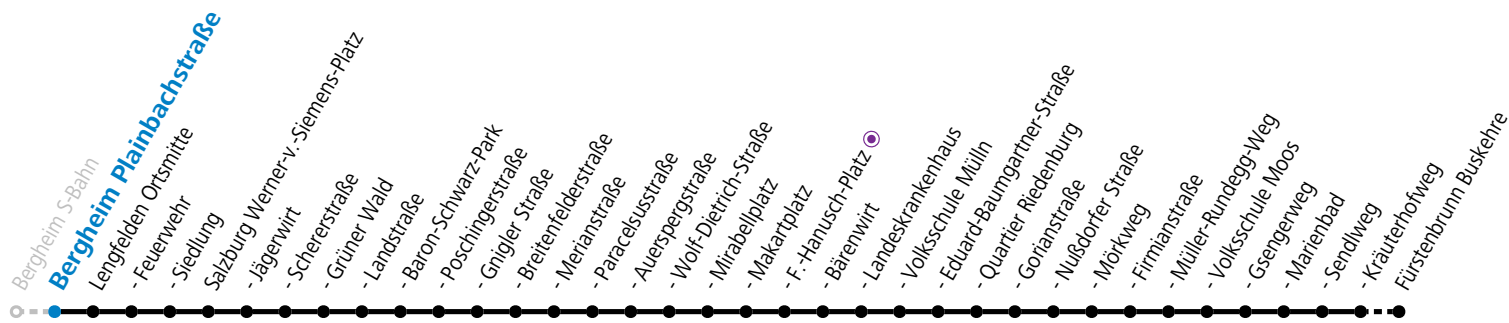 Bergheim S-Bahn
Bergheim Plainbachstraße
Lengfelden Ortsmitte
- Feuerwehr
- Siedlung
Salzburg Werner-v.-Siemens-Platz
- Jägerwirt
- Schererstraße
- Grüner Wald
- Landstraße
- Baron-Schwarz-Park
- Poschingerstraße
- Gnigler Straße
- Breitenfelderstraße
- Merianstraße
- Paracelsusstraße
- Auerspergstraße
- Wolf-Dietrich-Straße
- Mirabellplatz
- Makartplatz
- F.-Hanusch-Platz
- Bärenwirt
- Landeskrankenhaus
- Volksschule Mülln
- Eduard-Baumgartner-Straße
- Quartier Riedenburg
- Gorianstraße
- Nußdorfer Straße
- Mörkweg
- Firmianstraße
- Müller-Rundegg-Weg
- Volksschule Moos
- Gsengerweg
- Marienbad
- Sendlweg
- Kräuterhofweg
Fürstenbrunn Buskehre